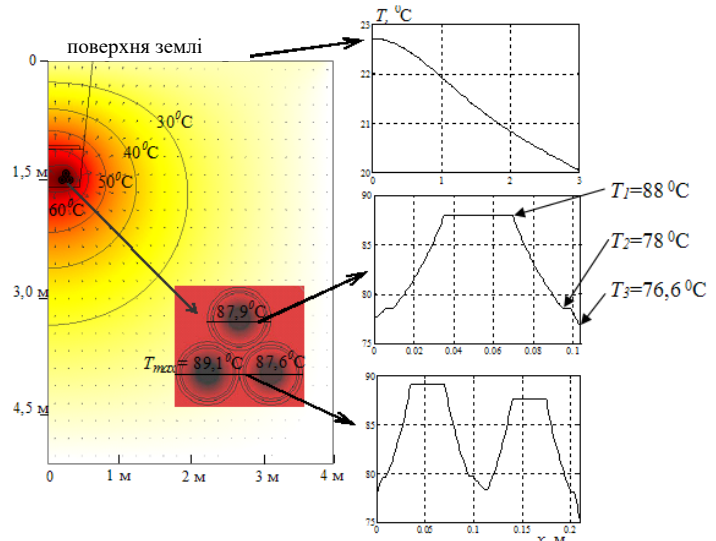 поверхня землі
0
1,5 м
3,0 м
4,5 м
0
1 м
2 м
3 м
4 м
30⁰C
40⁰C
50⁰C
60⁰C
87,9⁰C
Tmax= 89,1⁰C
87,6⁰C
T, ⁰C
23
22
21
20
0
1
2
3
90
85
80
75
0
0.02
0.04
0.06
0.08
0.1
T1=88 ⁰C
T2=78 ⁰C
T3=76,6 ⁰C
90
85
80
75
0
0.05
0.1
0.15
0.2
x, м